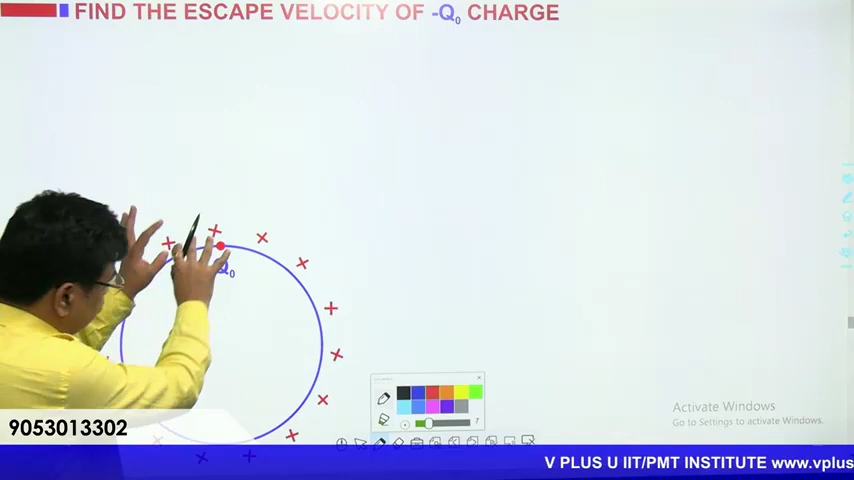 FIND THE ESCAPE VELOCITY OF -Q₀ CHARGE
Q₀
7
Activate Windows
Go to Settings to activate Windows.
9053013302
V PLUS U IIT/PMT INSTITUTE www.vplus